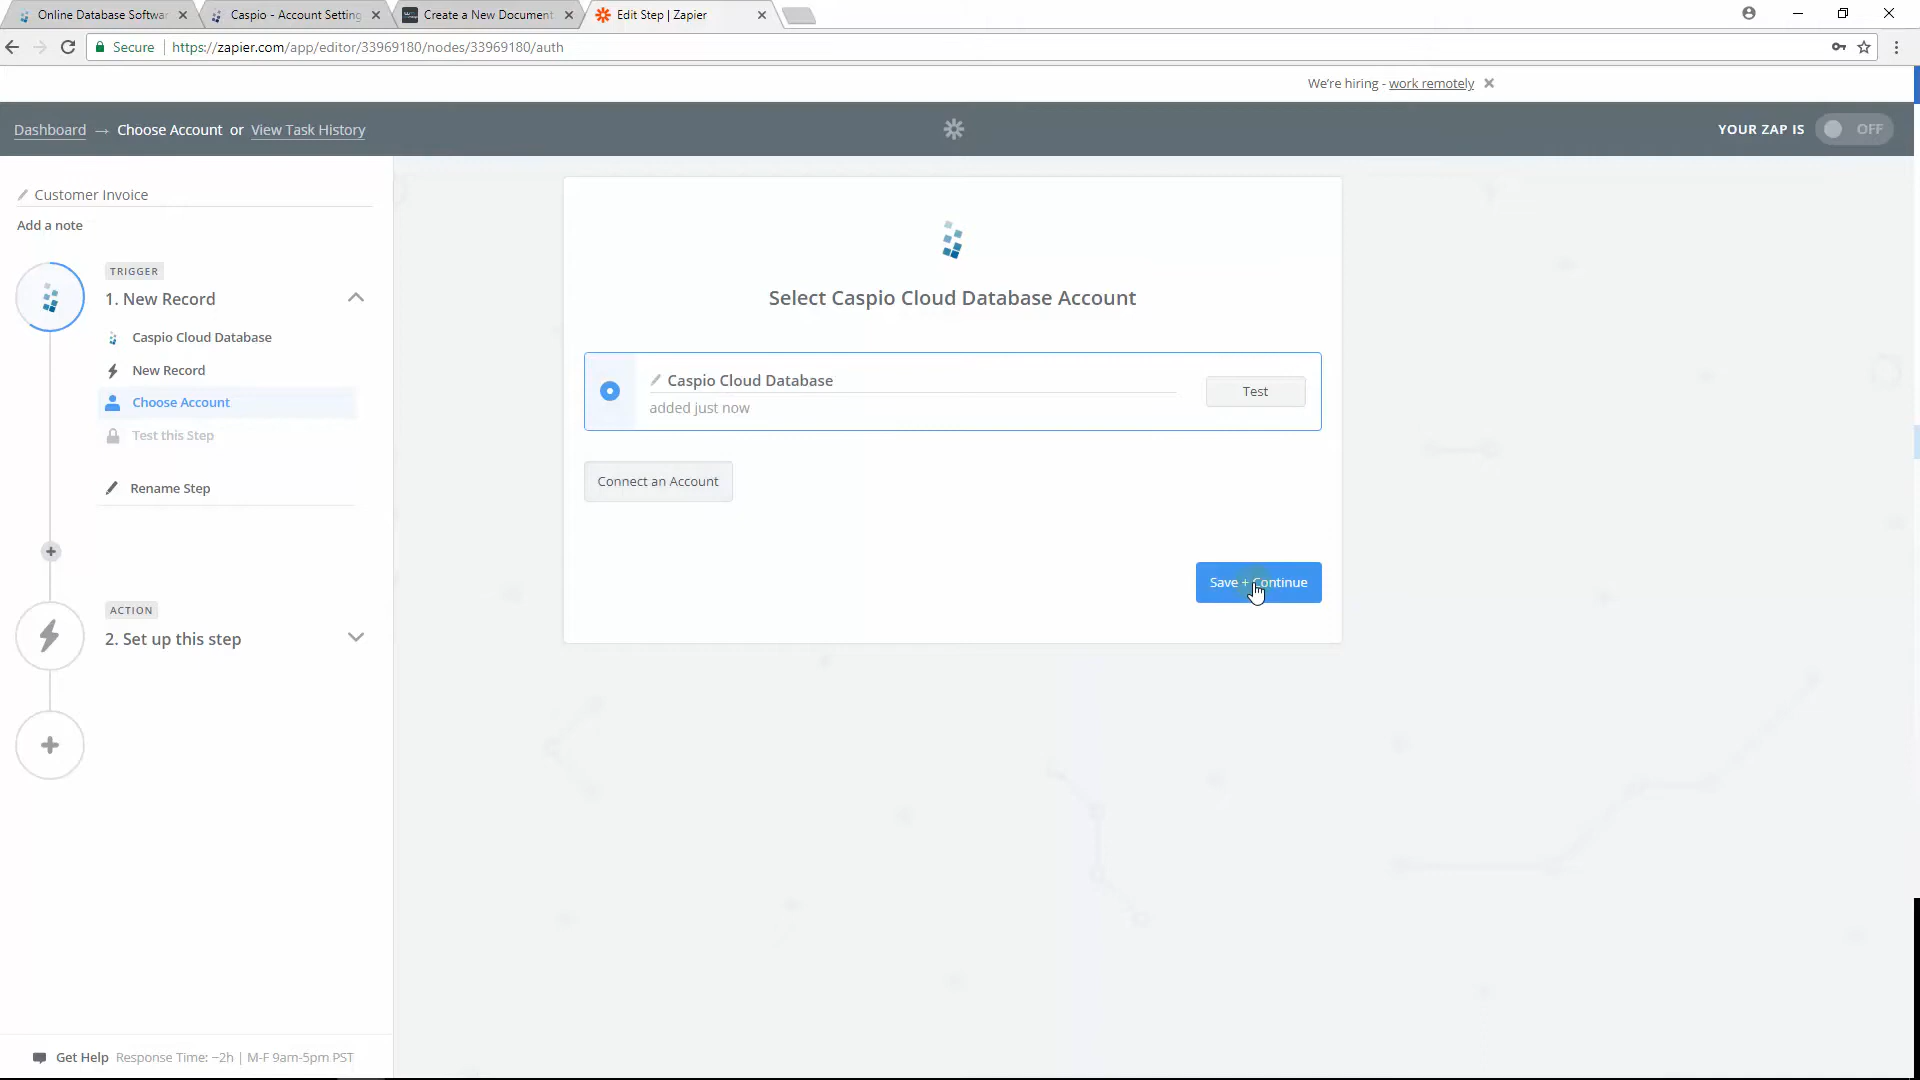 Online Database Softwar
Caspio - Account Setting
Create a New Document
Edit Step | Zapier
Secure
https://zapier.com/app/editor/33969180/nodes/33969180/auth
We're hiring - work remotely
Dashboard → Choose Account or View Task History
YOUR ZAP IS OFF
Customer Invoice
Add a note
TRIGGER
1. New Record
Caspio Cloud Database
New Record
Choose Account
Test this Step
Rename Step
ACTION
2. Set up this step
Select Caspio Cloud Database Account
Caspio Cloud Database
added just now
Test
Connect an Account
Save + Continue
Get Help Response Time: ~2h | M-F 9am-5pm PST